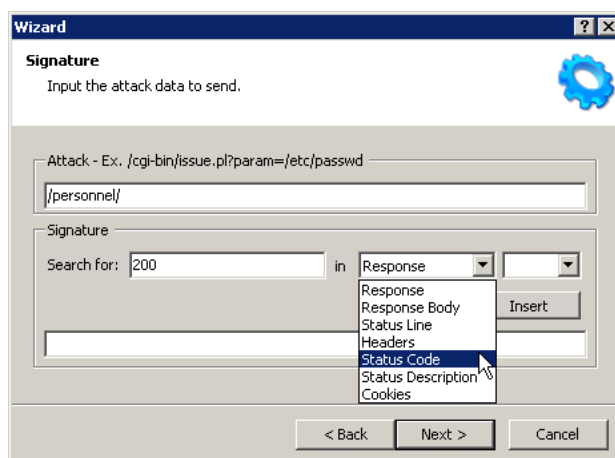 Wizard
Signature
Input the attack data to send.
Attack - Ex. /cgi-bin/issue.pl?param=/etc/passwd
/personnel/
Signature
Search for: 200 in Response
Response
Response Body
Status Line
Insert
Headers
Status Code
Status Description
Cookies
< Back Next > Cancel